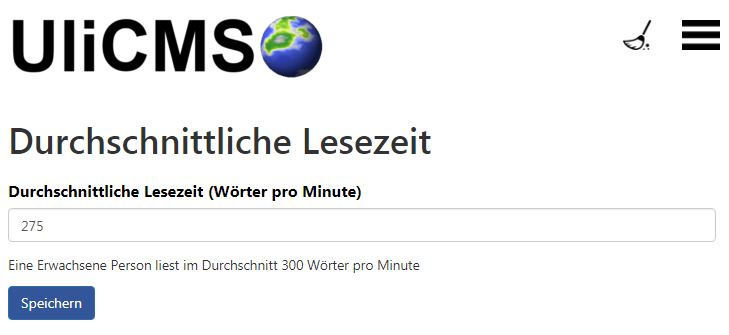 UliCMS
Durchschnittliche Lesezeit
Durchschnittliche Lesezeit (Wörter pro Minute)
275
Eine Erwachsene Person liest im Durchschnitt 300 Wörter pro Minute
Speichern